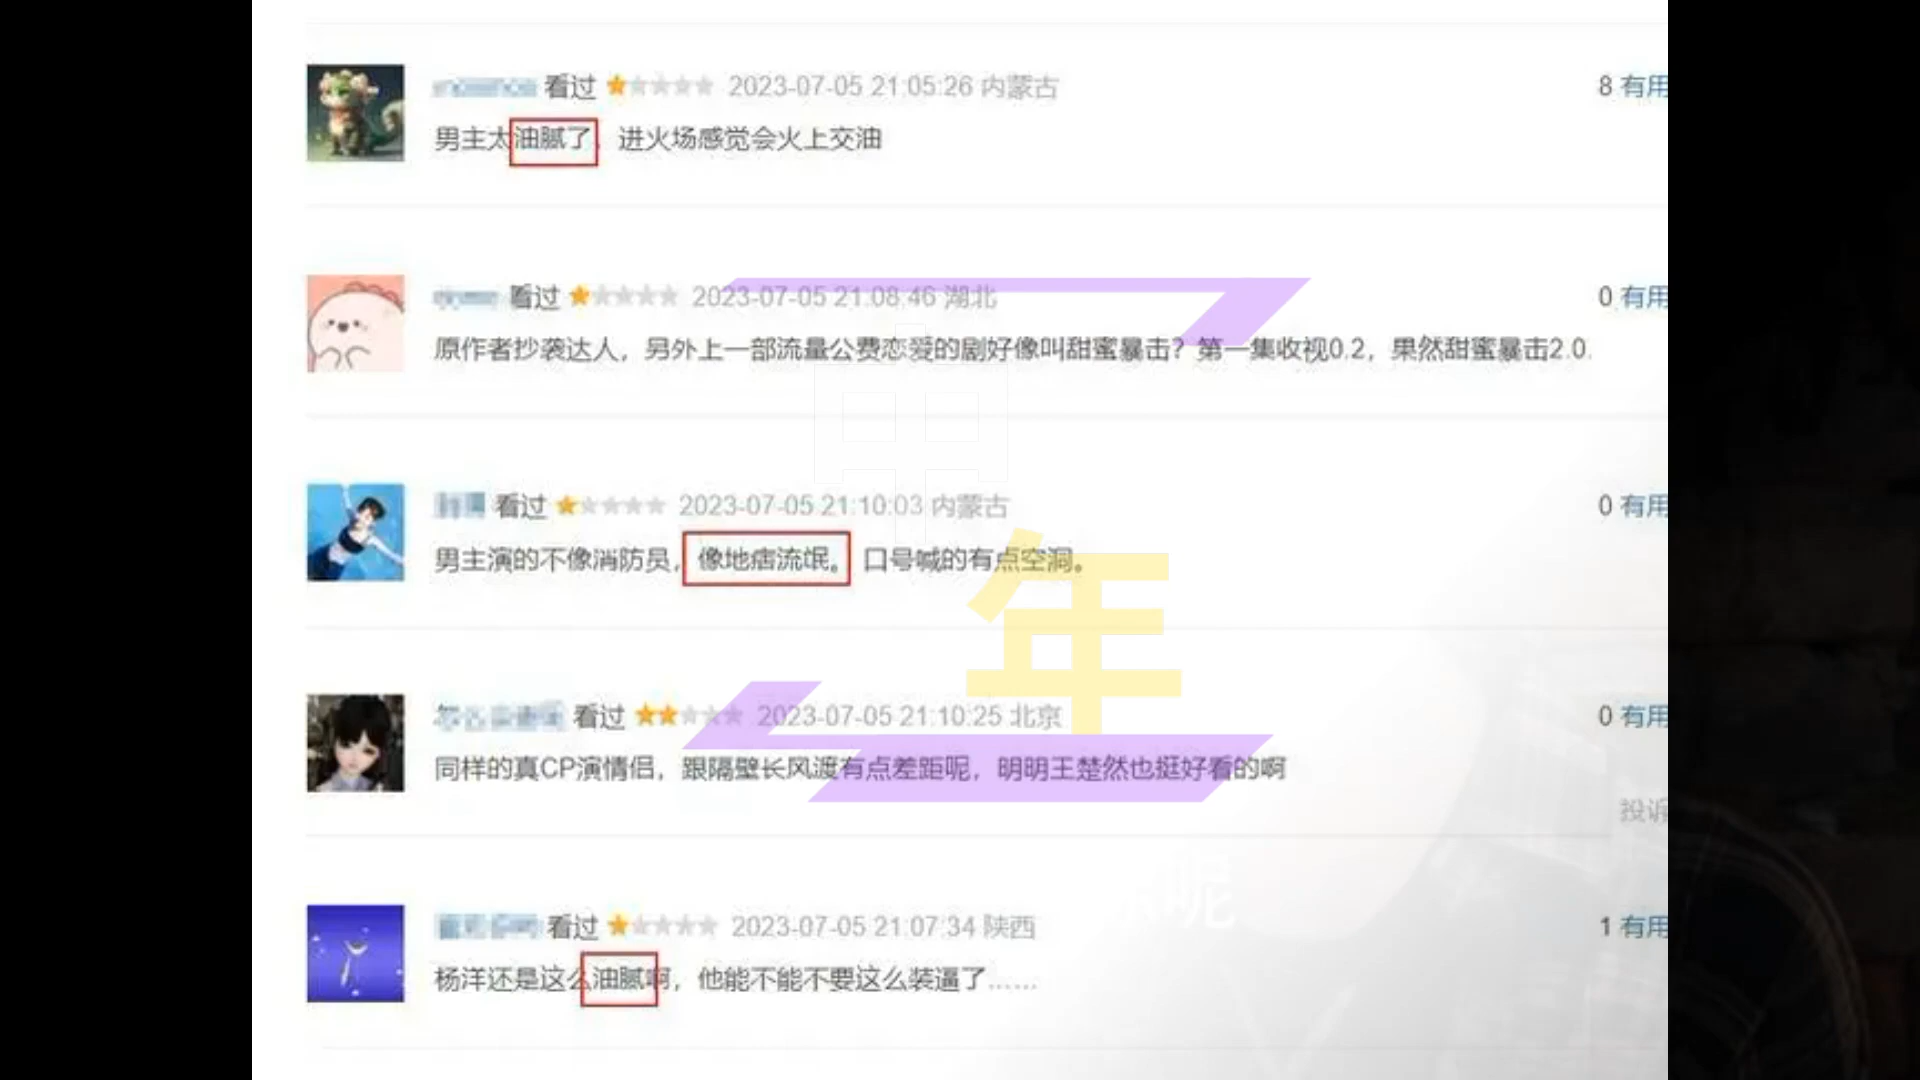 看过 2023-07-05 21:05:26 内蒙古 8 有用
男主太油腻了，进火场感觉会火上交油
看过 2023-07-05 21:08:46 湖北 0 有用
原作者抄袭达人，另外上一部流量公费恋爱的剧好像叫甜蜜暴击？第一集收视0.2，果然甜蜜暴击2.0.
看过 2023-07-05 21:10:03 内蒙古 0 有用
男主演的不像消防员，像地痞流氓。口号喊的有点空洞。
年
看过 2023-07-05 21:10:25 北京 0 有用
同样的真CP演情侣，跟隔壁长风渡有点差距呢，明明王楚然也挺好看的啊
投诉
呢
看过 2023-07-05 21:07:34 陕西 1 有用
杨洋还是这么油腻啊，他能不能不要这么装逼了……